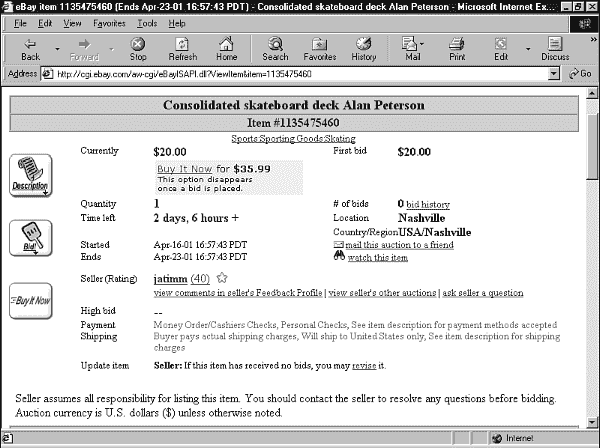 eBay item 1135475460 (Ends Apr-23-01 16:57:43 PDT) - Consolidated skateboard deck Alan Peterson - Microsoft Internet Ex...
File Edit View Favorites Tools Help
Back Forward Stop Refresh Home Search Favorites History Mail Print Edit Discuss
Address http://cgi.ebay.com/aw-cgi/eBayISAPI.dll?ViewItem&item=1135475460 Go
Consolidated skateboard deck Alan Peterson
Item #1135475460
Sports:Sporting Goods:Skating
Description
Currently $20.00 First bid $20.00
Buy It Now for $35.99
This option disappears
once a bid is placed.
Bid!
Quantity 1 # of bids 0 bid history
Time left 2 days, 6 hours + Location Nashville
Country/Region USA/Nashville
Started Apr-16-01 16:57:43 PDT mail this auction to a friend
Ends Apr-23-01 16:57:43 PDT watch this item
Buy It Now
Seller (Rating) jatimm (40)
view comments in seller's Feedback Profile | view seller's other auctions | ask seller a question
High bid --
Payment Money Order/Cashiers Checks, Personal Checks, See item description for payment methods accepted
Shipping Buyer pays actual shipping charges, Will ship to United States only, See item description for shipping
charges
Update item Seller: If this item has received no bids, you may revise it.
Seller assumes all responsibility for listing this item. You should contact the seller to resolve any questions before bidding.
Auction currency is U.S. dollars ($) unless otherwise noted.
Internet